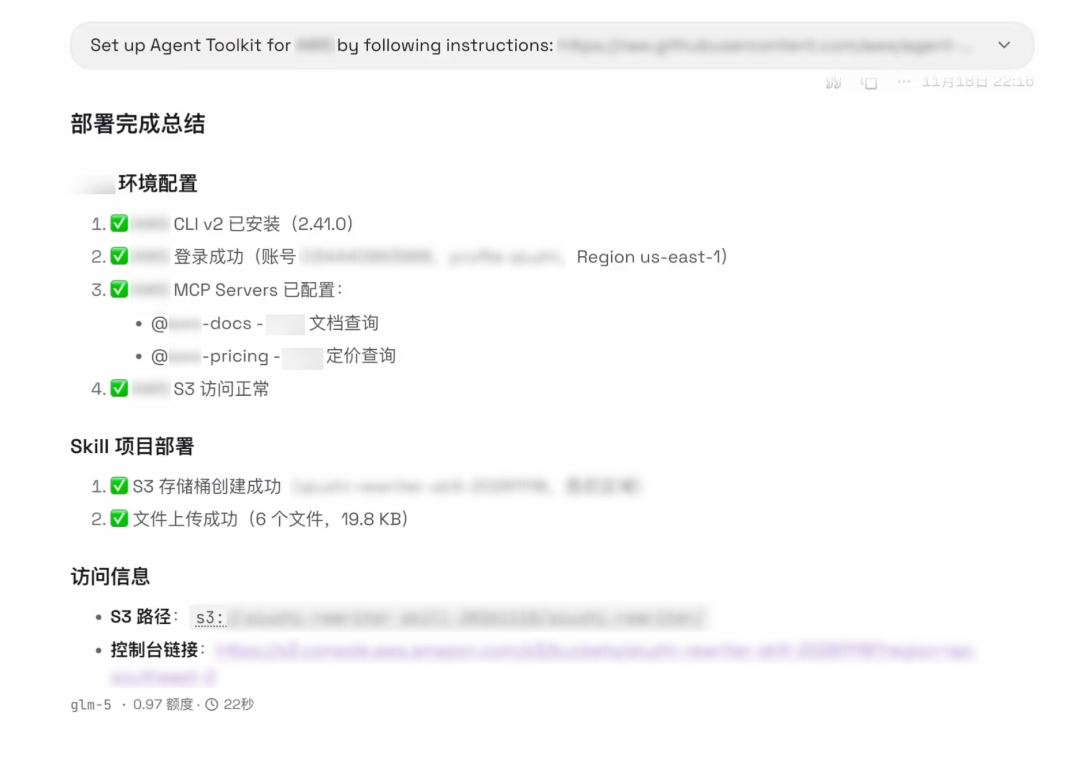 Set up Agent Toolkit for by following instructions:
11月18日 22:16
部署完成总结
环境配置
1. ✅ CLI v2 已安装（2.41.0）
2. ✅ 登录成功（账号 Region us-east-1）
3. ✅ MCP Servers 已配置：
• @ -docs - 文档查询
• @ -pricing - 定价查询
4. ✅ S3 访问正常
Skill 项目部署
1. ✅ S3 存储桶创建成功
2. ✅ 文件上传成功（6 个文件，19.8 KB）
访问信息
• S3 路径： s3:
• 控制台链接：
glm-5 · 0.97 额度 · 22秒